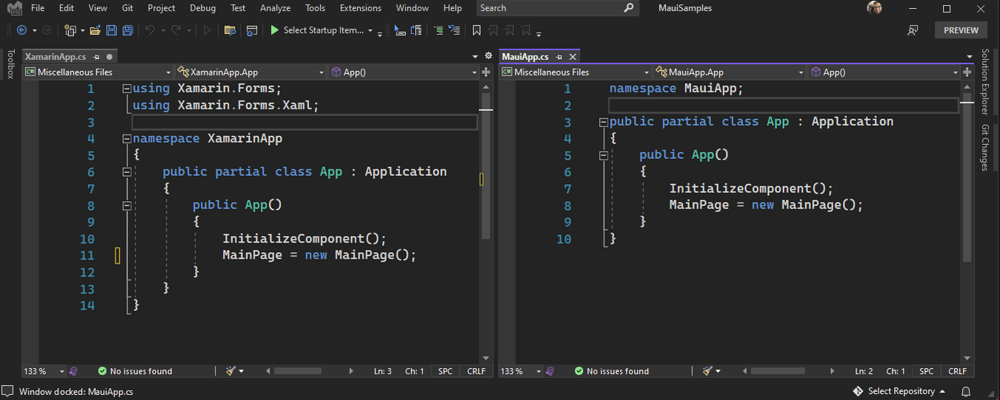 File Edit View Git Project Debug Test Analyze Tools Extensions Window Help Search MauiSamples
PRE
Select Startup Item... PREVIEW
Toolbox
XamarinApp.cs
Miscellaneous Files XamarinApp.App App()
1 using Xamarin.Forms;
2 using Xamarin.Forms.Xaml;
3
4 namespace XamarinApp
5 {
6 public partial class App : Application
7 {
8 public App()
9 {
10 InitializeComponent();
11 MainPage = new MainPage();
12 }
13 }
14 }
133 % No issues found Ln: 3 Ch: 1 SPC CRLF
MauiApp.cs
Miscellaneous Files MauiApp.App App()
1 namespace MauiApp;
2
3 public partial class App : Application
4 {
5 public App()
6 {
7 InitializeComponent();
8 MainPage = new MainPage();
9 }
10 }
133 % No issues found Ln: 2 Ch: 1 SPC CRLF
Solution Explorer
Git Changes
Window docked: MauiApp.cs Select Repository